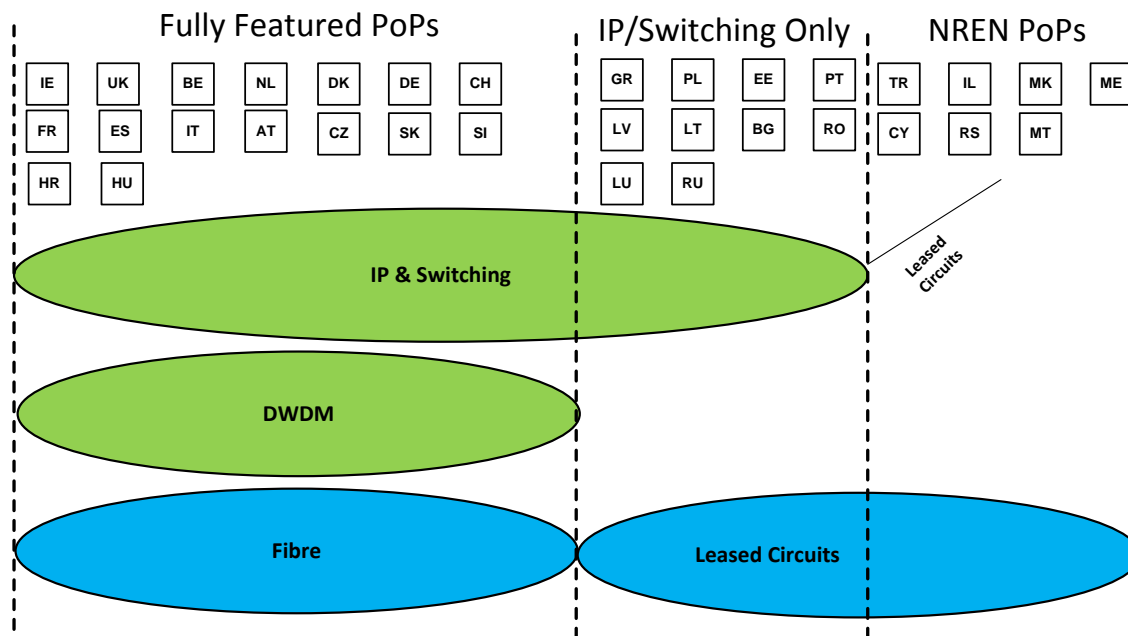 Fully Featured PoPs
IP/Switching Only
NREN PoPs
IE UK BE NL DK DE CH
FR ES IT AT CZ SK SI
HR HU
GR PL EE PT
LV LT BG RO
LU RU
TR IL MK ME
CY RS MT
Leased
Circuits
IP & Switching
DWDM
Fibre
Leased Circuits